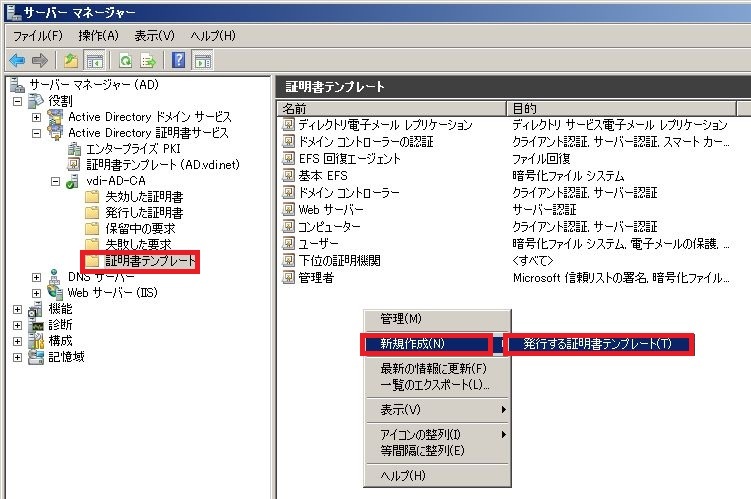 サーバー マネージャー
ファイル(F) 操作(A) 表示(V) ヘルプ(H)
サーバー マネージャー (AD)
役割
Active Directory ドメイン サービス
Active Directory 証明書サービス
エンタープライズ PKI
証明書テンプレート (AD.vdi.net)
vdi-AD-CA
失効した証明書
発行した証明書
保留中の要求
失敗した要求
証明書テンプレート
DNS サーバー
Web サーバー (IIS)
機能
診断
構成
記憶域
証明書テンプレート
名前 目的
ディレクトリ電子メール レプリケーション ディレクトリ サービス電子メール レプリケーション
ドメイン コントローラーの認証 クライアント認証, サーバー認証, スマート カー...
EFS 回復エージェント ファイル回復
基本 EFS 暗号化ファイル システム
ドメイン コントローラー クライアント認証, サーバー認証
Web サーバー サーバー認証
コンピューター クライアント認証, サーバー認証
ユーザー 暗号化ファイル システム, 電子メールの保護, ...
下位の証明機関 <すべて>
管理者 Microsoft 信頼リストの署名, 暗号化ファイル...
管理(M)
新規作成(N) 発行する証明書テンプレート(T)
最新の情報に更新(F)
一覧のエクスポート(L)...
表示(V)
アイコンの整列(I)
等間隔に整列(E)
ヘルプ(H)